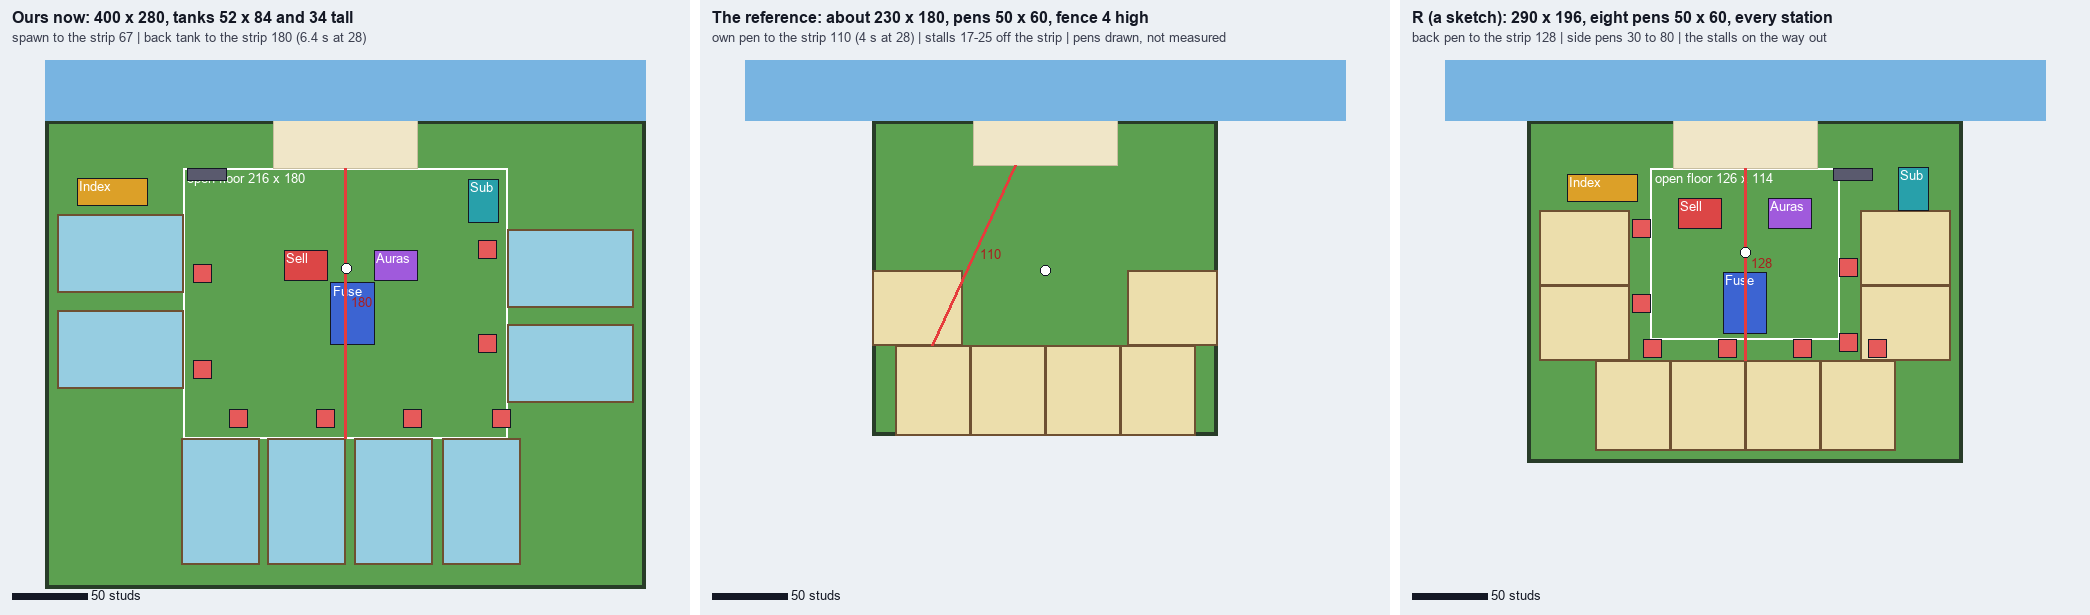 Ours now: 400 x 280, tanks 52 x 84 and 34 tall
spawn to the strip 67 | back tank to the strip 180 (6.4 s at 28)
Index
open floor 216 x 180
Sub
Sell
Auras
Fuse
180
50 studs
The reference: about 230 x 180, pens 50 x 60, fence 4 high
own pen to the strip 110 (4 s at 28) | stalls 17-25 off the strip | pens drawn, not measured
110
50 studs
R (a sketch): 290 x 196, eight pens 50 x 60, every station
back pen to the strip 128 | side pens 30 to 80 | the stalls on the way out
Index
open floor 126 x 114
Sub
Sell
Auras
128
Fuse
50 studs